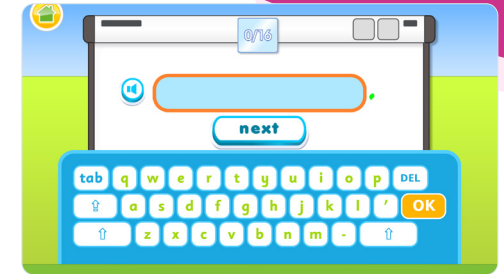 0/16
.
next
tab q w e r t y u i o p DEL
⇪ a s d f g h j k l ' OK
⇧ z x c v b n m - ⇧